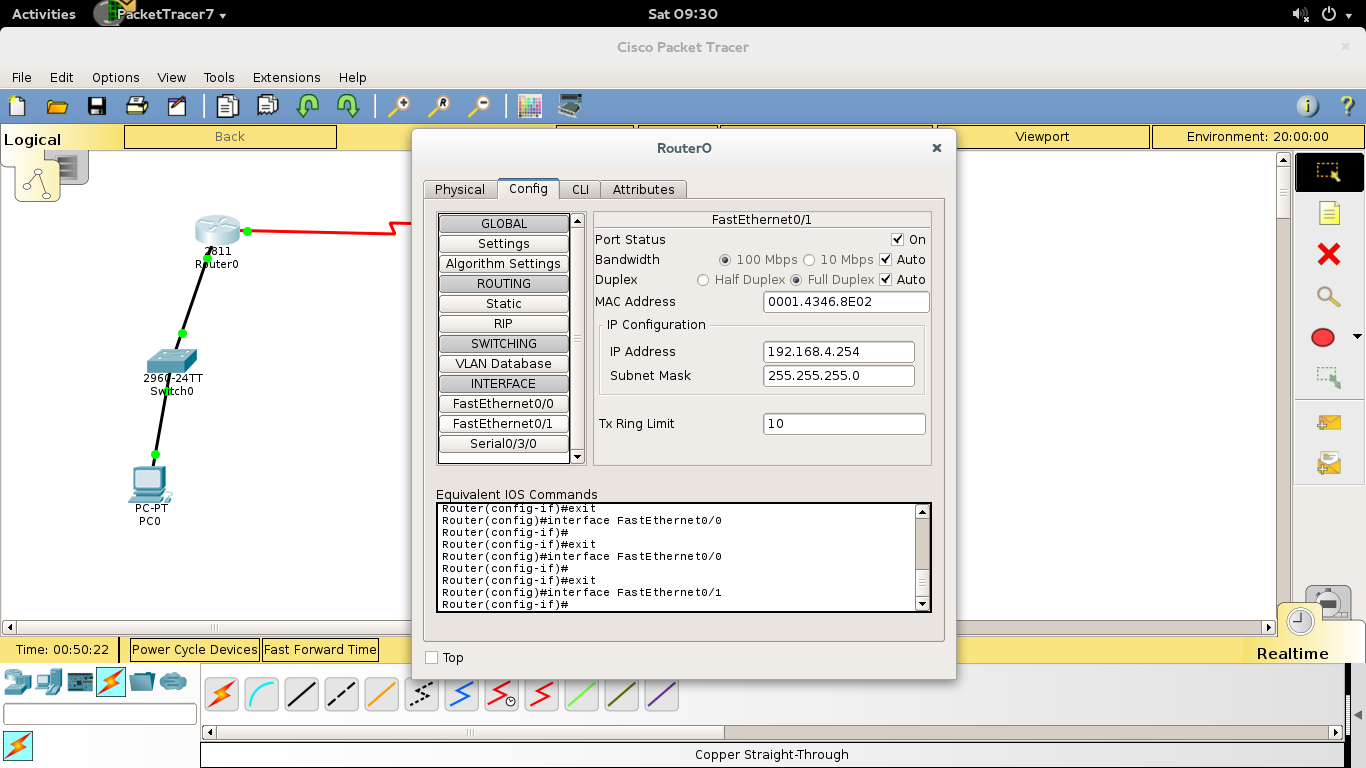 Activities PacketTracer7 Sat 09:30
Cisco Packet Tracer
File Edit Options View Tools Extensions Help
Logical Back Viewport Environment: 20:00:00
2811
Router0
2960-24TT
Switch0
PC-PT
PC0
Router0
Physical Config CLI Attributes
GLOBAL
Settings
Algorithm Settings
ROUTING
Static
RIP
SWITCHING
VLAN Database
INTERFACE
FastEthernet0/0
FastEthernet0/1
Serial0/3/0
FastEthernet0/1
Port Status On
Bandwidth 100 Mbps 10 Mbps Auto
Duplex Half Duplex Full Duplex Auto
MAC Address 0001.4346.8E02
IP Configuration
IP Address 192.168.4.254
Subnet Mask 255.255.255.0
Tx Ring Limit 10
Equivalent IOS Commands
Router(config-if)#exit
Router(config)#interface FastEthernet0/0
Router(config-if)#
Router(config-if)#exit
Router(config)#interface FastEthernet0/0
Router(config-if)#
Router(config-if)#exit
Router(config)#interface FastEthernet0/1
Router(config-if)#
Top
Time: 00:50:22 Power Cycle Devices Fast Forward Time Realtime
Copper Straight-Through